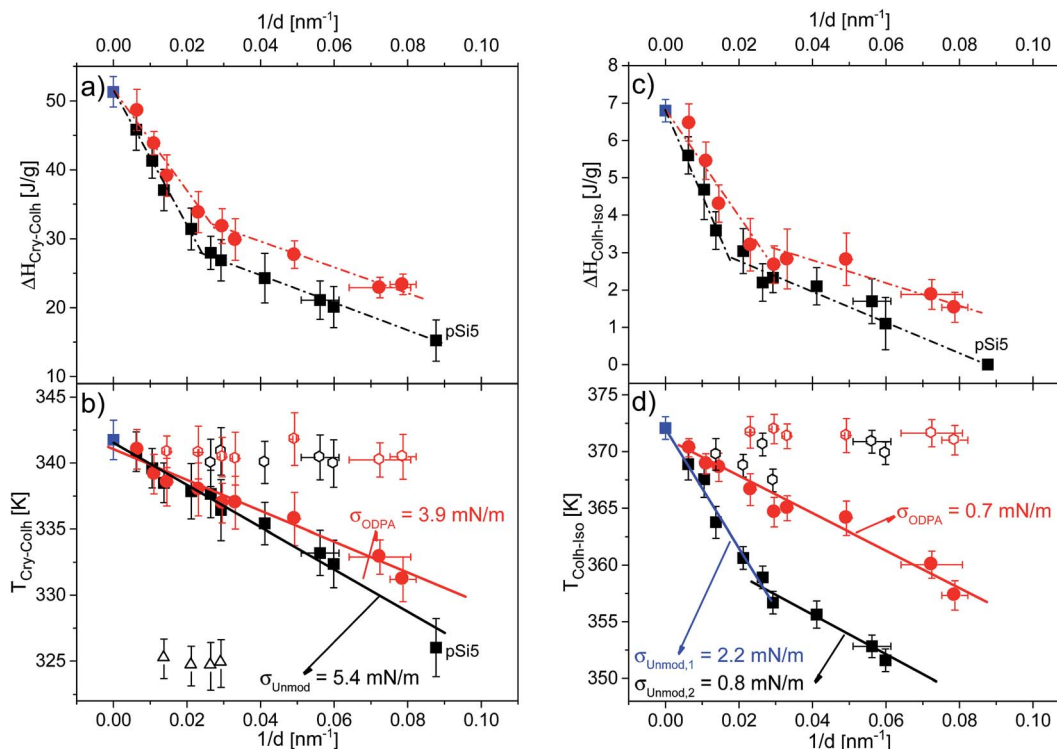 1/d [nm⁻¹]
0.00 0.02 0.04 0.06 0.08 0.10
a)
50
40
30
20
10
ΔH_Cry-Colh [J/g]
pSi5
b)
345
340
335
330
325
T_Cry-Colh [K]
σ_ODPA = 3.9 mN/m
pSi5
σ_Unmod = 5.4 mN/m
0.00 0.02 0.04 0.06 0.08 0.10
1/d [nm⁻¹]
1/d [nm⁻¹]
0.00 0.02 0.04 0.06 0.08 0.10
c)
8
7
6
5
4
3
2
1
0
ΔH_Colh-Iso [J/g]
pSi5
d)
370
365
360
355
350
T_Colh-Iso [K]
σ_ODPA = 0.7 mN/m
σ_Unmod,1 = 2.2 mN/m
σ_Unmod,2 = 0.8 mN/m
0.00 0.02 0.04 0.06 0.08 0.10
1/d [nm⁻¹]